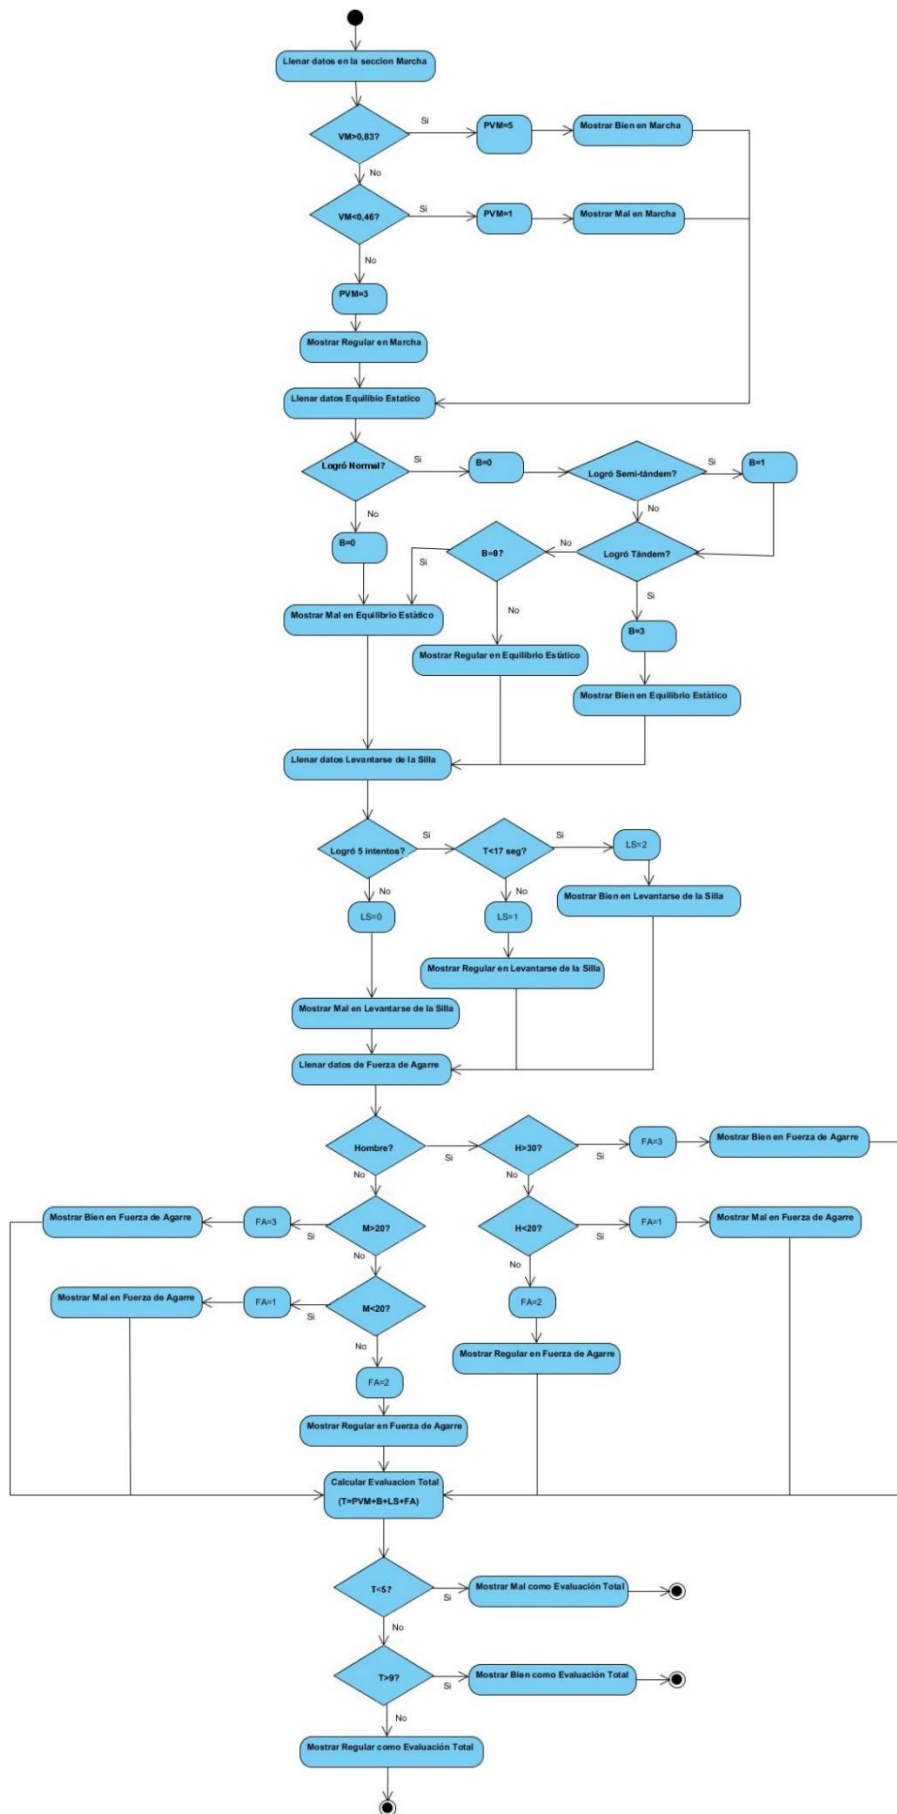 Llenar datos en la seccion Marcha
VM>0,83?
Si
PVM=5
Mostrar Bien en Marcha
No
VM<0,46?
Si
PVM=1
Mostrar Mal en Marcha
No
PVM=3
Mostrar Regular en Marcha
Llenar datos Equilibio Estatico
Logró Normal?
Si
B=0
Logró Semi-tándem?
Si
B=1
No
No
B=0
B=0?
No
Logró Tándem?
Si
Si
Mostrar Mal en Equilibrio Estàtico
No
B=3
Mostrar Regular en Equilibrio Estàtico
Mostrar Bien en Equilibrio Estàtico
Llenar datos Levantarse de la Silla
Logró 5 intentos?
Si
T<17 seg?
Si
LS=2
No
No
Mostrar Bien en Levantarse de la Silla
LS=0
LS=1
Mostrar Regular en Levantarse de la Silla
Mostrar Mal en Levantarse de la Silla
Llenar datos de Fuerza de Agarre
Hombre?
Si
H>30?
Si
FA=3
Mostrar Bien en Fuerza de Agarre
No
No
Mostrar Bien en Fuerza de Agarre
FA=3
Si
M>20?
H<20?
Si
FA=1
Mostrar Mal en Fuerza de Agarre
No
No
Mostrar Mal en Fuerza de Agarre
FA=1
Si
M<20?
FA=2
No
Mostrar Regular en Fuerza de Agarre
FA=2
Mostrar Regular en Fuerza de Agarre
Calcular Evaluacion Total
(T=PVM+B+LS+FA)
T<5?
Si
Mostrar Mal como Evaluación Total
No
T>9?
Si
Mostrar Bien como Evaluación Total
No
Mostrar Regular como Evaluación Total